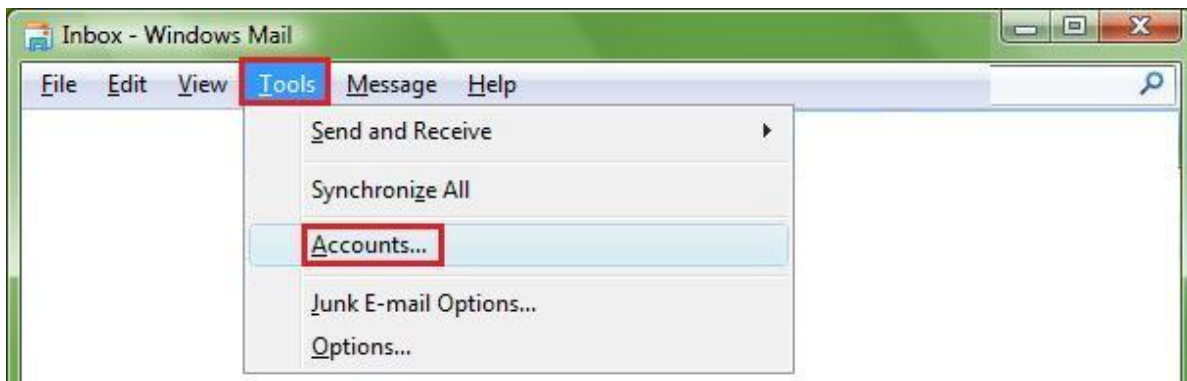 Inbox - Windows Mail
File Edit View Tools Message Help
Send and Receive
Synchronize All
Accounts...
Junk E-mail Options...
Options...